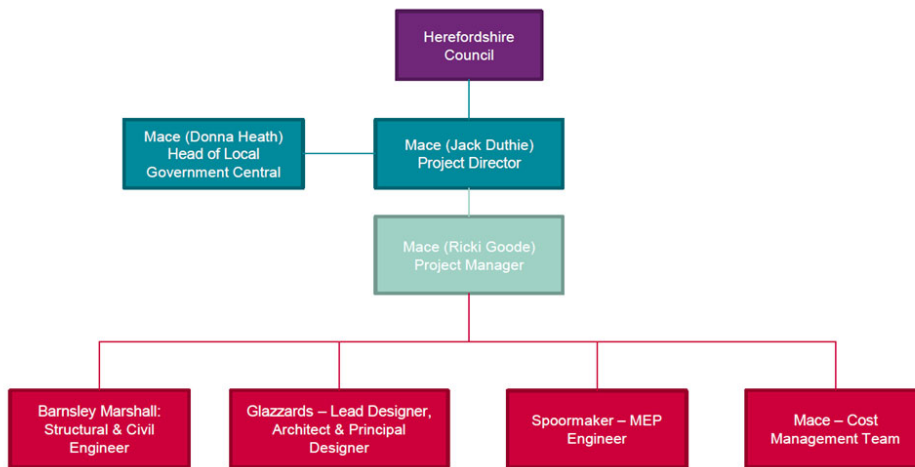 Herefordshire
Council
Mace (Donna Heath)
Head of Local
Government Central
Mace (Jack Duthie)
Project Director
Mace (Ricki Goode)
Project Manager
Barnsley Marshall:
Structural & Civil
Engineer
Glazzards – Lead Designer,
Architect & Principal
Designer
Spoormaker – MEP
Engineer
Mace – Cost
Management Team